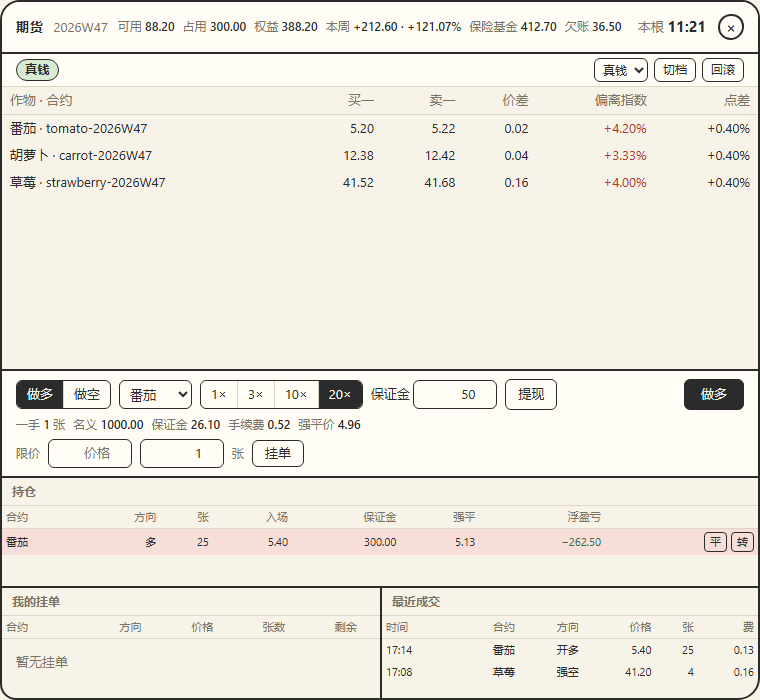 期货 2026W47 可用 88.20 占用 300.00 权益 388.20 本周 +212.60 · +121.07% 保险基金 412.70 欠账 36.50 本根 11:21 ×
真钱 真钱 切档 回滚
作物 · 合约 买一 卖一 价差 偏离指数 点差
番茄 · tomato-2026W47 5.20 5.22 0.02 +4.20% +0.40%
胡萝卜 · carrot-2026W47 12.38 12.42 0.04 +3.33% +0.40%
草莓 · strawberry-2026W47 41.52 41.68 0.16 +4.00% +0.40%
做多 做空 番茄 1× 3× 10× 20× 保证金 50 提现 做多
一手 1 张 名义 1000.00 保证金 26.10 手续费 0.52 强平价 4.96
限价 价格 1 张 挂单
持仓
合约 方向 张 入场 保证金 强平 浮盈亏
番茄 多 25 5.40 300.00 5.13 −262.50 平 转
我的挂单
合约 方向 价格 张数 剩余
暂无挂单
最近成交
时间 合约 方向 价格 张 费
17:14 番茄 开多 5.40 25 0.13
17:08 草莓 强空 41.20 4 0.16